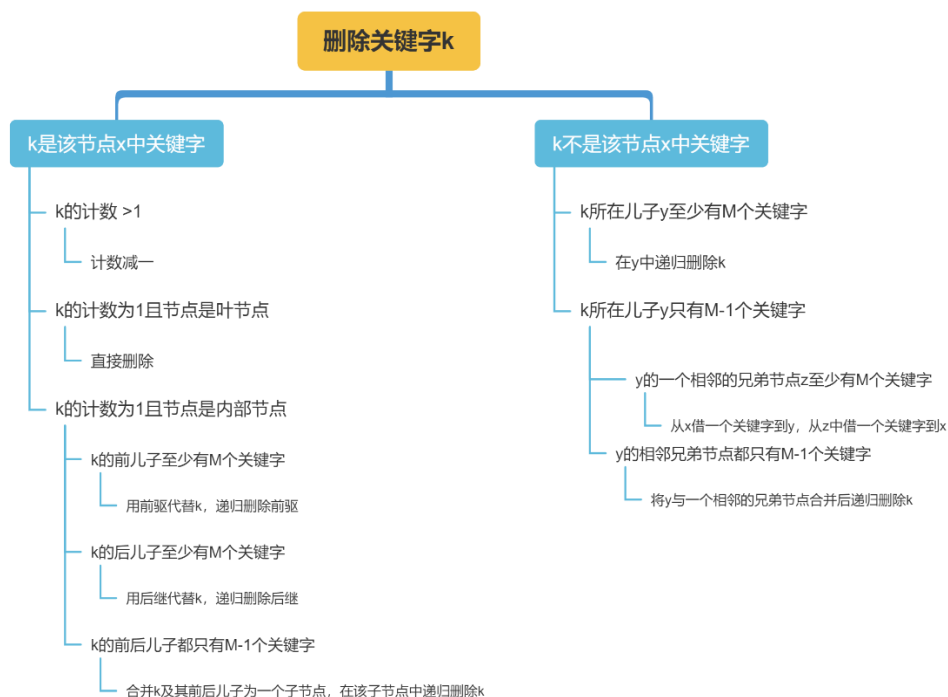 删除关键字k
k是该节点x中关键字
k的计数 >1
计数减一
k的计数为1且节点是叶节点
直接删除
k的计数为1且节点是内部节点
k的前儿子至少有M个关键字
用前驱代替k，递归删除前驱
k的后儿子至少有M个关键字
用后继代替k，递归删除后继
k的前后儿子都只有M-1个关键字
合并k及其前后儿子为一个子节点，在该子节点中递归删除k
k不是该节点x中关键字
k所在儿子y至少有M个关键字
在y中递归删除k
k所在儿子y只有M-1个关键字
y的一个相邻的兄弟节点z至少有M个关键字
从x借一个关键字到y，从z中借一个关键字到x
y的相邻兄弟节点都只有M-1个关键字
将y与一个相邻的兄弟节点合并后递归删除k